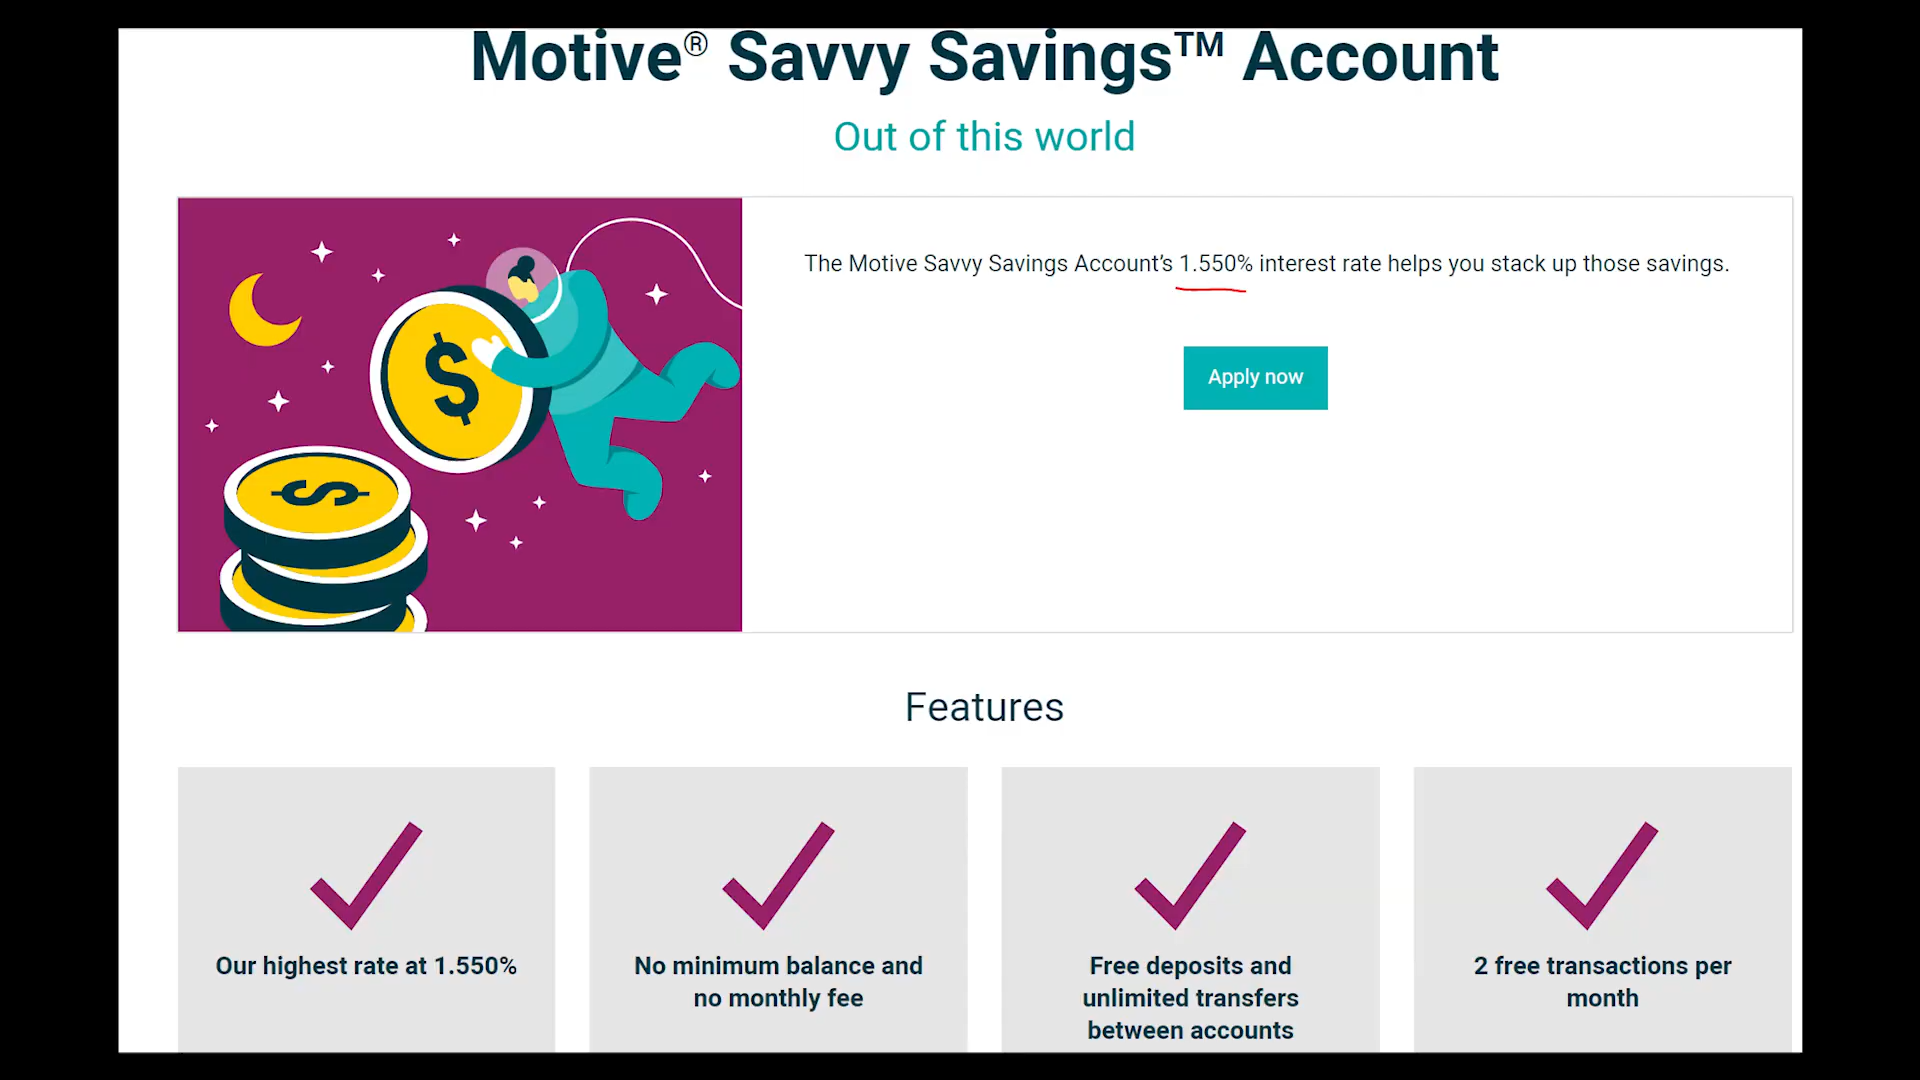 Motive® Savvy Savings™ Account
Out of this world
The Motive Savvy Savings Account’s 1.550% interest rate helps you stack up those savings.
Apply now
$
$
Features
Our highest rate at 1.550%
No minimum balance and
no monthly fee
Free deposits and
unlimited transfers
between accounts
2 free transactions per
month